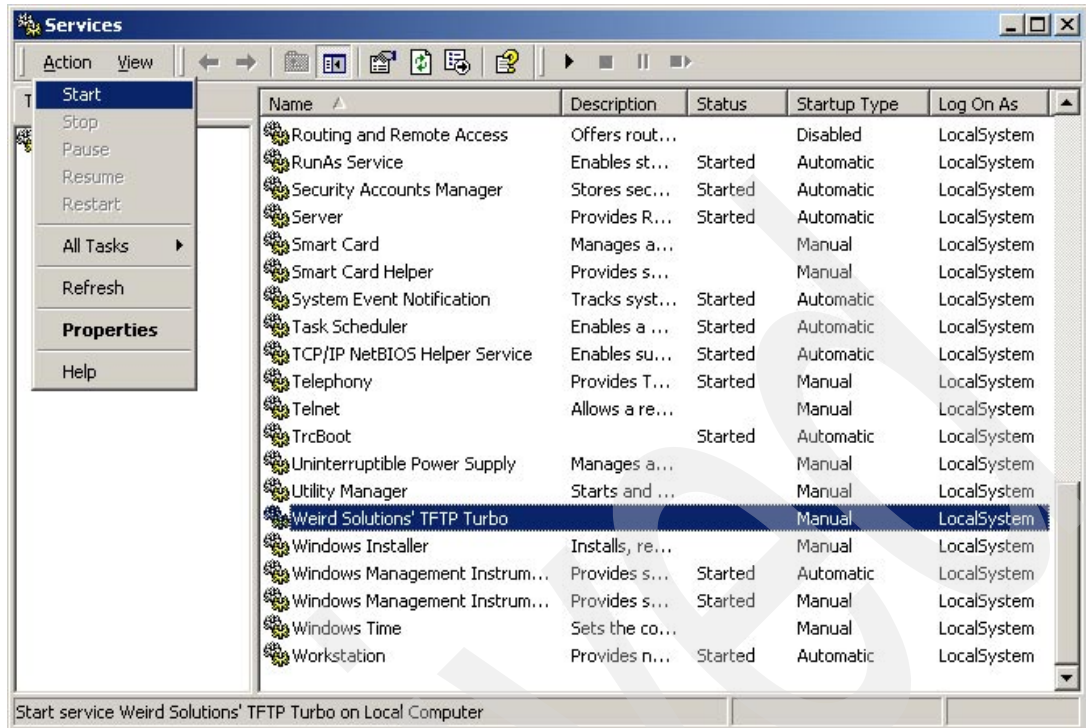 Services
Action View
T
Start
Stop
Pause
Resume
Restart
All Tasks
Refresh
Properties
Help
Name Description Status Startup Type Log On As
Routing and Remote Access Offers rout... Disabled LocalSystem
RunAs Service Enables st... Started Automatic LocalSystem
Security Accounts Manager Stores sec... Started Automatic LocalSystem
Server Provides R... Started Automatic LocalSystem
Smart Card Manages a... Manual LocalSystem
Smart Card Helper Provides s... Manual LocalSystem
System Event Notification Tracks syst... Started Automatic LocalSystem
Task Scheduler Enables a ... Started Automatic LocalSystem
TCP/IP NetBIOS Helper Service Enables su... Started Automatic LocalSystem
Telephony Provides T... Started Manual LocalSystem
Telnet Allows a re... Manual LocalSystem
TrcBoot Started Automatic LocalSystem
Uninterruptible Power Supply Manages a... Manual LocalSystem
Utility Manager Starts and ... Manual LocalSystem
Weird Solutions' TFTP Turbo Manual LocalSystem
Windows Installer Installs, re... Manual LocalSystem
Windows Management Instrum... Provides s... Started Automatic LocalSystem
Windows Management Instrum... Provides s... Started Manual LocalSystem
Windows Time Sets the co... Manual LocalSystem
Workstation Provides n... Started Automatic LocalSystem
Start service Weird Solutions' TFTP Turbo on Local Computer